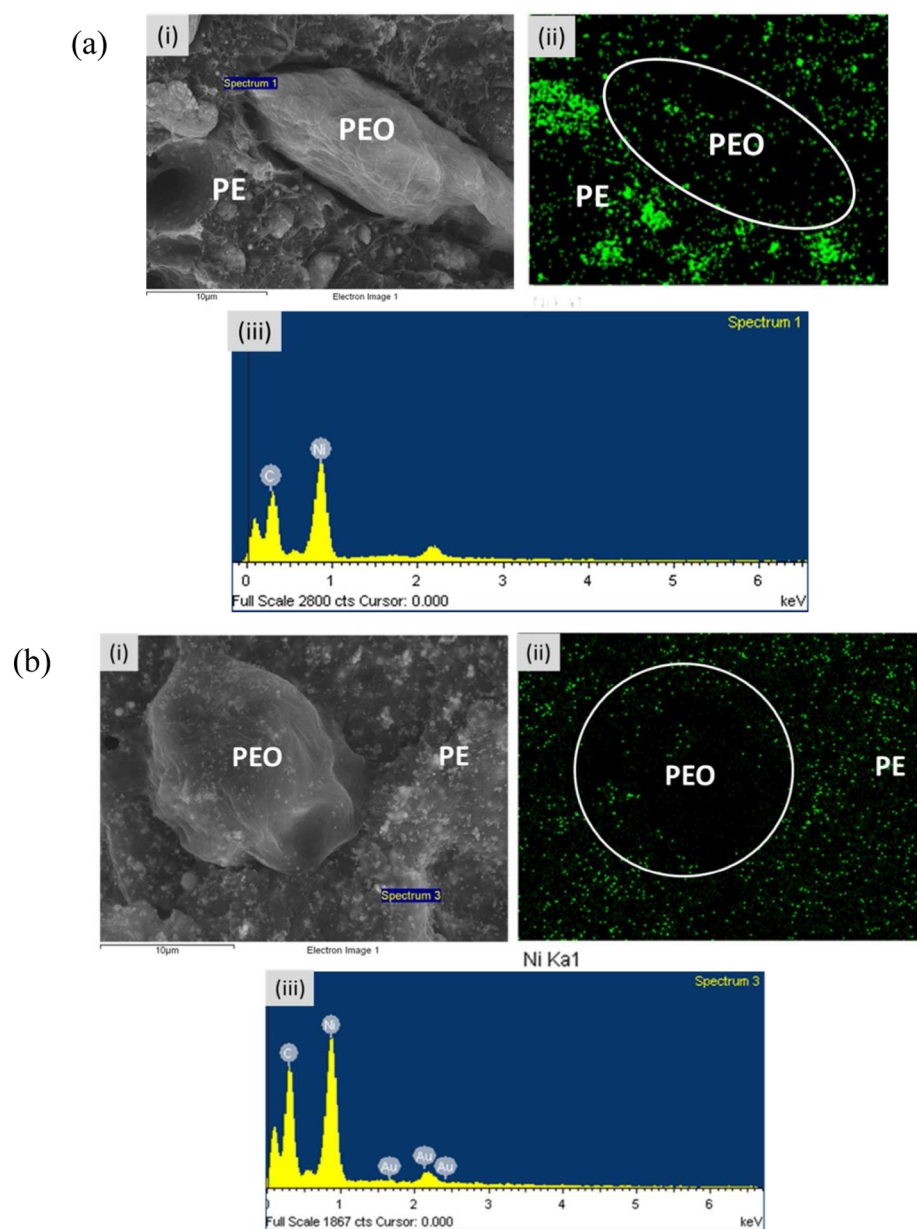 (a)
(i)
Spectrum 1
PEO
PE
10µm
Electron Image 1
(ii)
PEO
PE
(iii)
Spectrum 1
C
Ni
0 1 2 3 4 5 6
Full Scale 2800 cts Cursor: 0.000 keV
(b)
(i)
PEO
PE
Spectrum 3
10µm
Electron Image 1
(ii)
PEO
PE
Ni Ka1
(iii)
Spectrum 3
C
Ni
Au
Au
Au
0 1 2 3 4 5 6
Full Scale 1867 cts Cursor: 0.000 keV